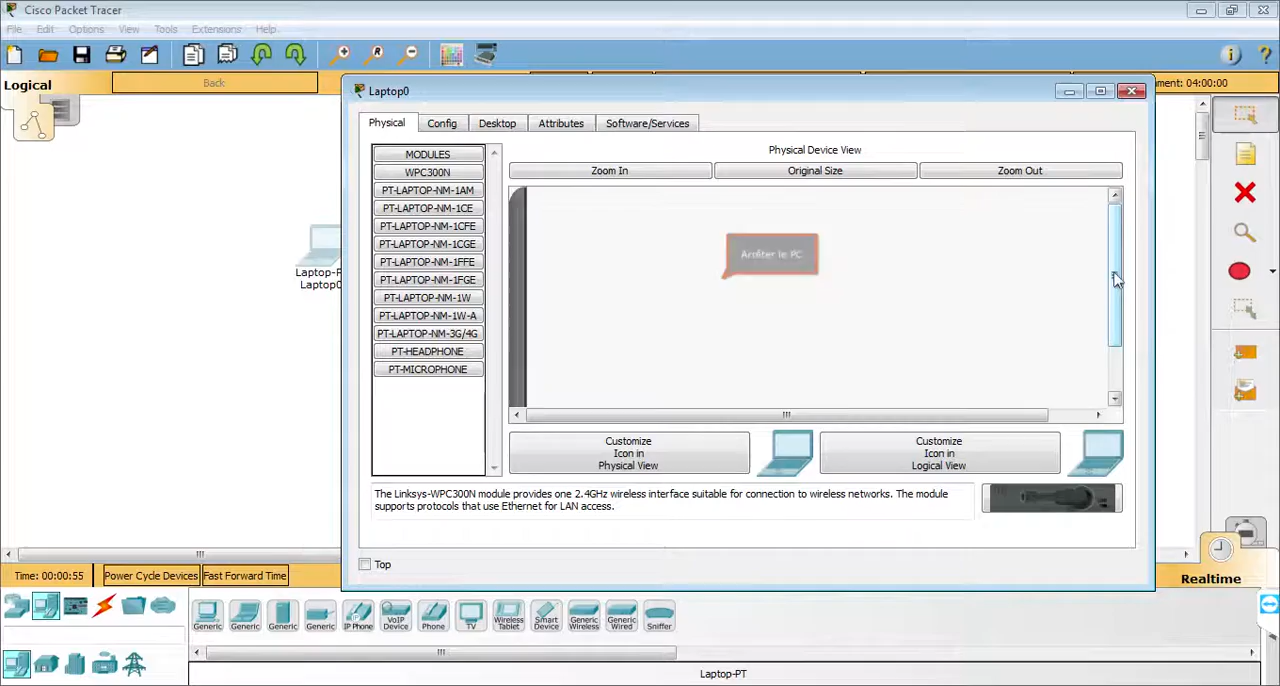 Cisco Packet Tracer
File Edit Options View Tools Extensions Help
Logical
Back
Laptop0
ment: 04:00:00
Physical Config Desktop Attributes Software/Services
MODULES
WPC300N
PT-LAPTOP-NM-1AM
PT-LAPTOP-NM-1CE
PT-LAPTOP-NM-1CFE
PT-LAPTOP-NM-1CGE
PT-LAPTOP-NM-1FFE
PT-LAPTOP-NM-1FGE
PT-LAPTOP-NM-1W
PT-LAPTOP-NM-1W-A
PT-LAPTOP-NM-3G/4G
PT-HEADPHONE
PT-MICROPHONE
Physical Device View
Zoom In Original Size Zoom Out
Arrêter le PC
Laptop-P
Laptop0
Customize
Icon in
Physical View
Customize
Icon in
Logical View
The Linksys-WPC300N module provides one 2.4GHz wireless interface suitable for connection to wireless networks. The module
supports protocols that use Ethernet for LAN access.
Top
Time: 00:00:55 Power Cycle Devices Fast Forward Time
Realtime
Generic Generic Generic Generic IP Phone VoIP Device Phone TV Wireless Tablet Smart Device Generic Wireless Generic Wired Sniffer
Laptop-PT